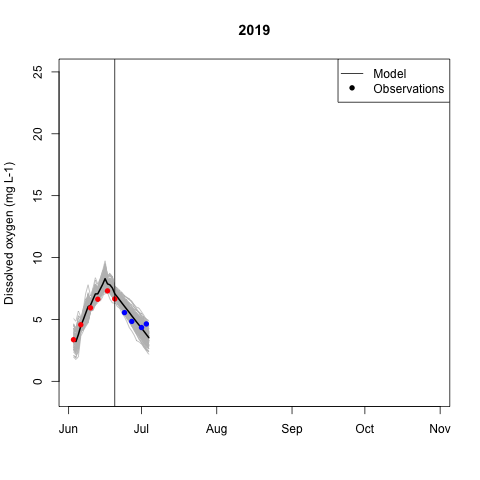 2019
Model
Observations
Dissolved oxygen (mg L-1)
25
20
15
10
5
0
Jun Jul Aug Sep Oct Nov